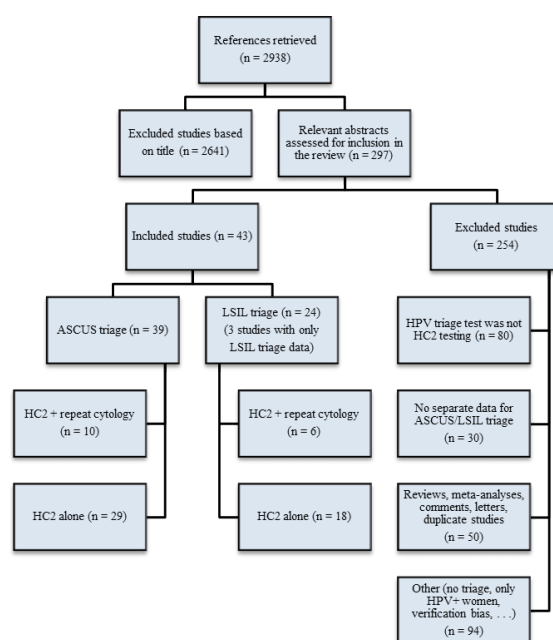 References retrieved
(n = 2938)
Excluded studies based
on title (n = 2641)
Relevant abstracts
assessed for inclusion in
the review (n = 297)
Included studies (n = 43)
Excluded studies
(n = 254)
ASCUS triage (n = 39)
LSIL triage (n = 24)
(3 studies with only
LSIL triage data)
HPV triage test was not
HC2 testing (n = 80)
HC2 + repeat cytology
(n = 10)
HC2 + repeat cytology
(n = 6)
No separate data for
ASCUS/LSIL triage
(n = 30)
HC2 alone (n = 29)
HC2 alone (n = 18)
Reviews, meta-analyses,
comments, letters,
duplicate studies
(n = 50)
Other (no triage, only
HPV+ women,
verification bias, . . .)
(n = 94)